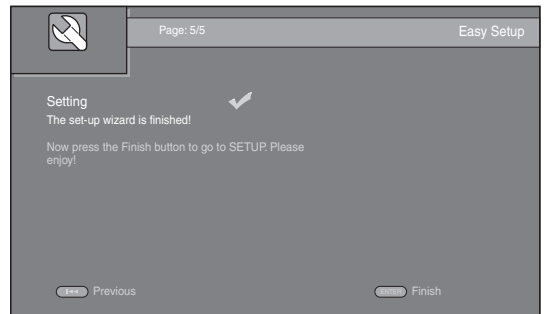 Page: 5/5
Easy Setup
Setting
The set-up wizard is finished!
Now press the Finish button to go to SETUP. Please
enjoy!
Previous
ENTER Finish